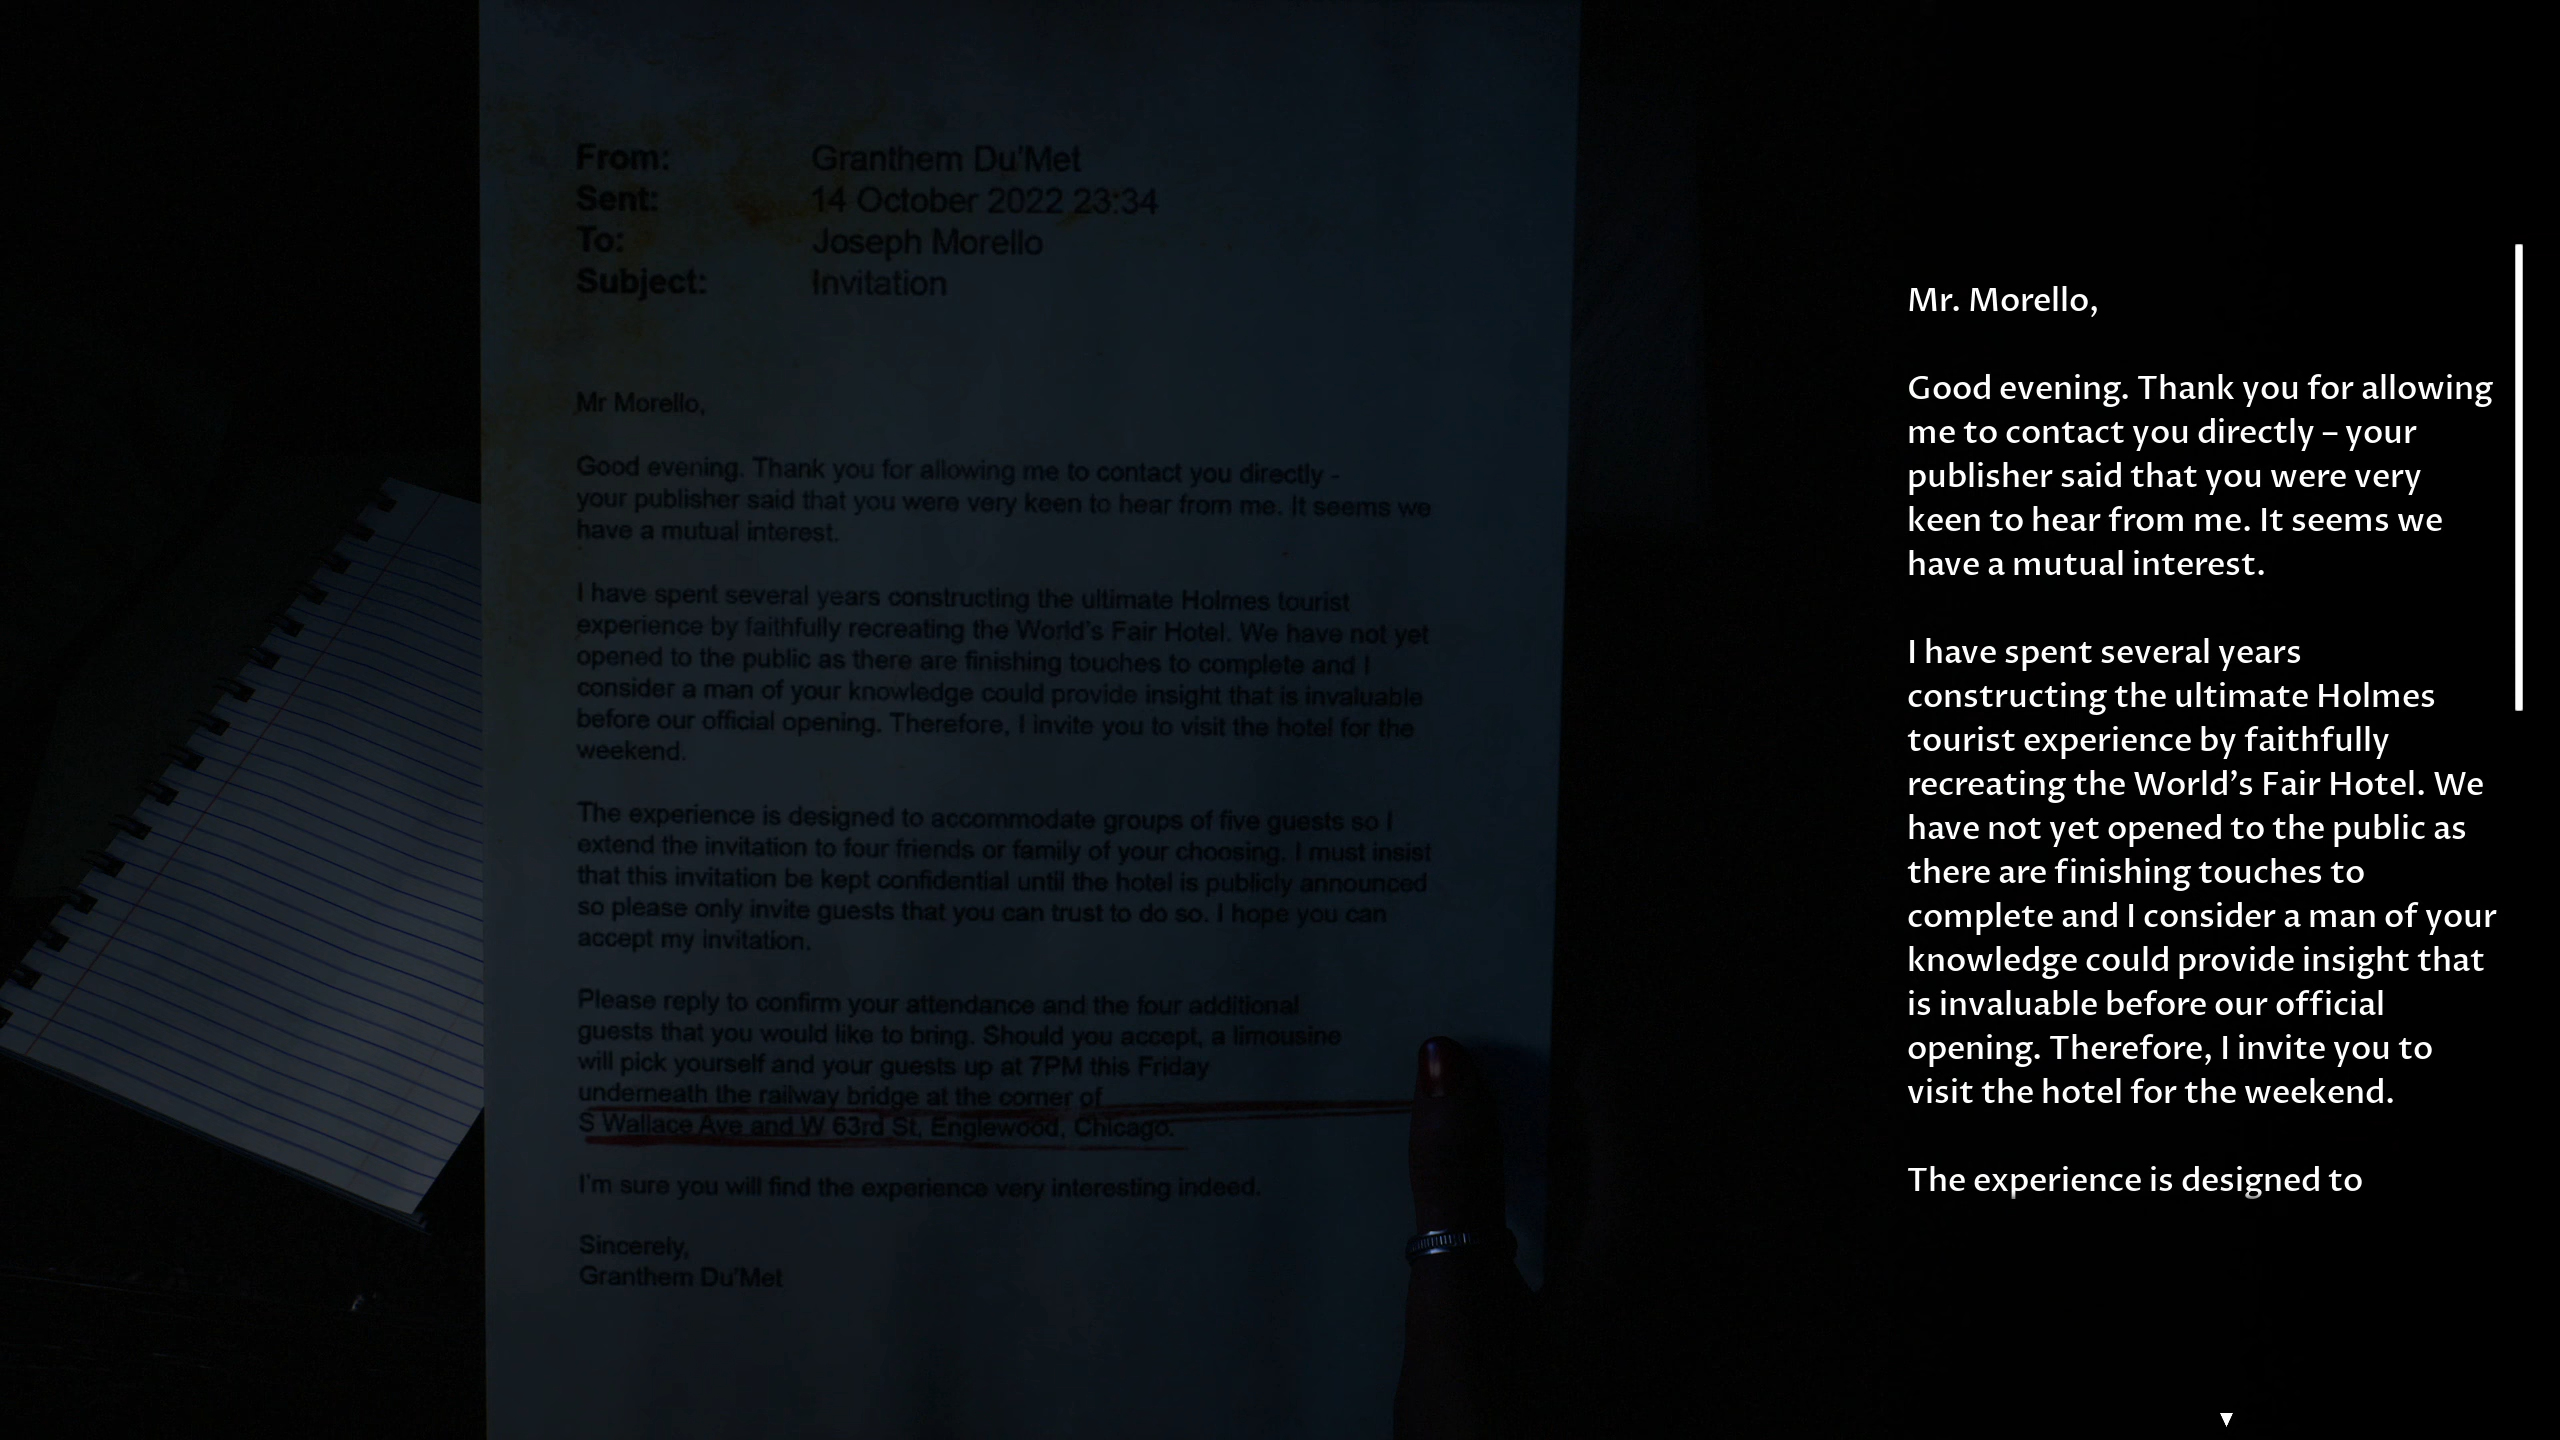 From: Granthem Du'Met
Sent: 14 October 2022 23:34
To: Joseph Morello
Subject: Invitation
Mr Morello,
Good evening. Thank you for allowing me to contact you directly -
your publisher said that you were very keen to hear from me. It seems we
have a mutual interest.
I have spent several years constructing the ultimate Holmes tourist
experience by faithfully recreating the World's Fair Hotel. We have not yet
opened to the public as there are finishing touches to complete and I
consider a man of your knowledge could provide insight that is invaluable
before our official opening. Therefore, I invite you to visit the hotel for the
weekend.
The experience is designed to accommodate groups of five guests so I
extend the invitation to four friends or family of your choosing. I must insist
that this invitation be kept confidential until the hotel is publicly announced
so please only invite guests that you can trust to do so. I hope you can
accept my invitation.
Please reply to confirm your attendance and the four additional
guests that you would like to bring. Should you accept, a limousine
will pick yourself and your guests up at 7PM this Friday
underneath the railway bridge at the corner of
S Wallace Ave and W 63rd St, Englewood, Chicago.
I'm sure you will find the experience very interesting indeed.
Sincerely,
Granthem Du'Met
Mr. Morello,
Good evening. Thank you for allowing
me to contact you directly – your
publisher said that you were very
keen to hear from me. It seems we
have a mutual interest.
I have spent several years
constructing the ultimate Holmes
tourist experience by faithfully
recreating the World's Fair Hotel. We
have not yet opened to the public as
there are finishing touches to
complete and I consider a man of your
knowledge could provide insight that
is invaluable before our official
opening. Therefore, I invite you to
visit the hotel for the weekend.
The experience is designed to